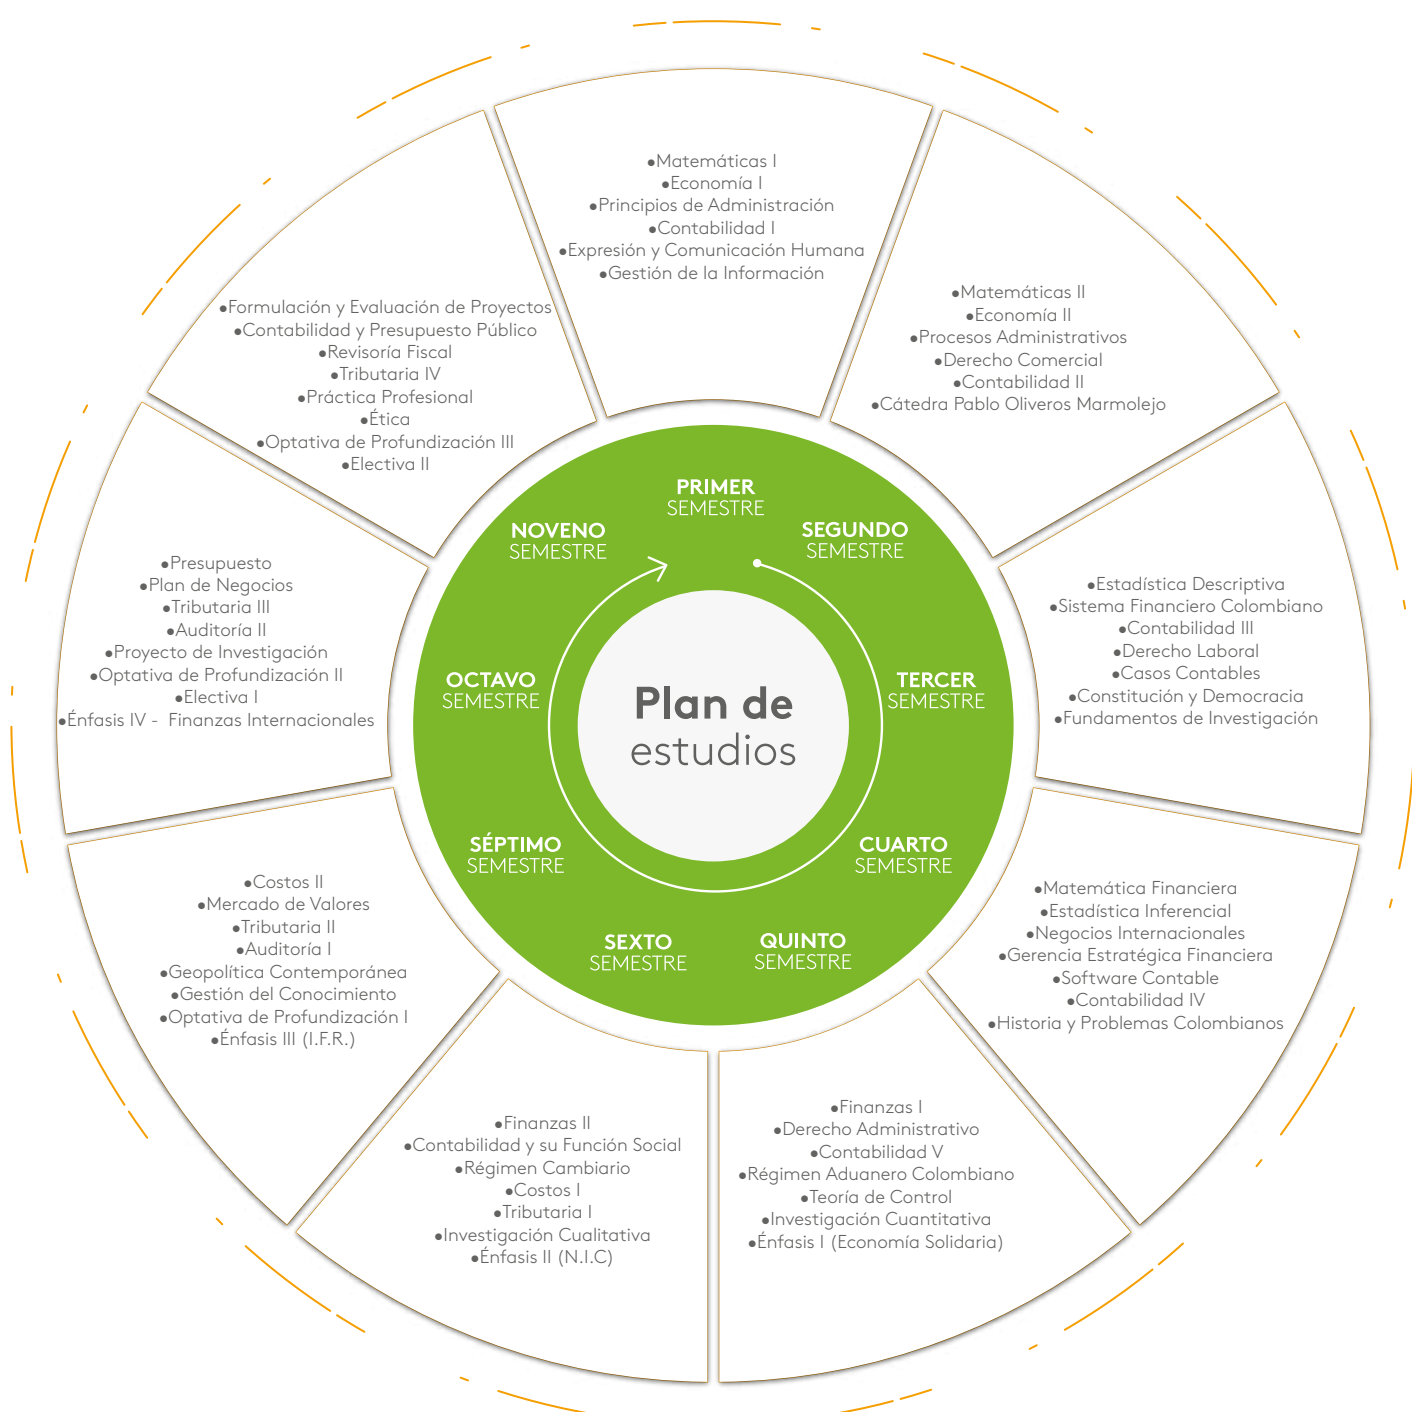 Plan de
estudios
PRIMER
SEMESTRE
●Matemáticas I
●Economía I
●Principios de Administración
●Contabilidad I
●Expresión y Comunicación Humana
●Gestión de la Información
SEGUNDO
SEMESTRE
●Matemáticas II
●Economía II
●Procesos Administrativos
●Derecho Comercial
●Contabilidad II
●Cátedra Pablo Oliveros Marmolejo
TERCER
SEMESTRE
●Estadística Descriptiva
●Sistema Financiero Colombiano
●Contabilidad III
●Derecho Laboral
●Casos Contables
●Constitución y Democracia
●Fundamentos de Investigación
CUARTO
SEMESTRE
●Matemática Financiera
●Estadística Inferencial
●Negocios Internacionales
●Gerencia Estratégica Financiera
●Software Contable
●Contabilidad IV
●Historia y Problemas Colombianos
QUINTO
SEMESTRE
●Finanzas I
●Derecho Administrativo
●Contabilidad V
●Régimen Aduanero Colombiano
●Teoría de Control
●Investigación Cuantitativa
●Énfasis I (Economía Solidaria)
SEXTO
SEMESTRE
●Finanzas II
●Contabilidad y su Función Social
●Régimen Cambiario
●Costos I
●Tributaria I
●Investigación Cualitativa
●Énfasis II (N.I.C)
SÉPTIMO
SEMESTRE
●Costos II
●Mercado de Valores
●Tributaria II
●Auditoría I
●Geopolítica Contemporánea
●Gestión del Conocimiento
●Optativa de Profundización I
●Énfasis III (I.F.R.)
OCTAVO
SEMESTRE
●Presupuesto
●Plan de Negocios
●Tributaria III
●Auditoría II
●Proyecto de Investigación
●Optativa de Profundización II
●Electiva I
●Énfasis IV - Finanzas Internacionales
NOVENO
SEMESTRE
●Formulación y Evaluación de Proyectos
●Contabilidad y Presupuesto Público
●Revisoría Fiscal
●Tributaria IV
●Práctica Profesional
●Ética
●Optativa de Profundización III
●Electiva II